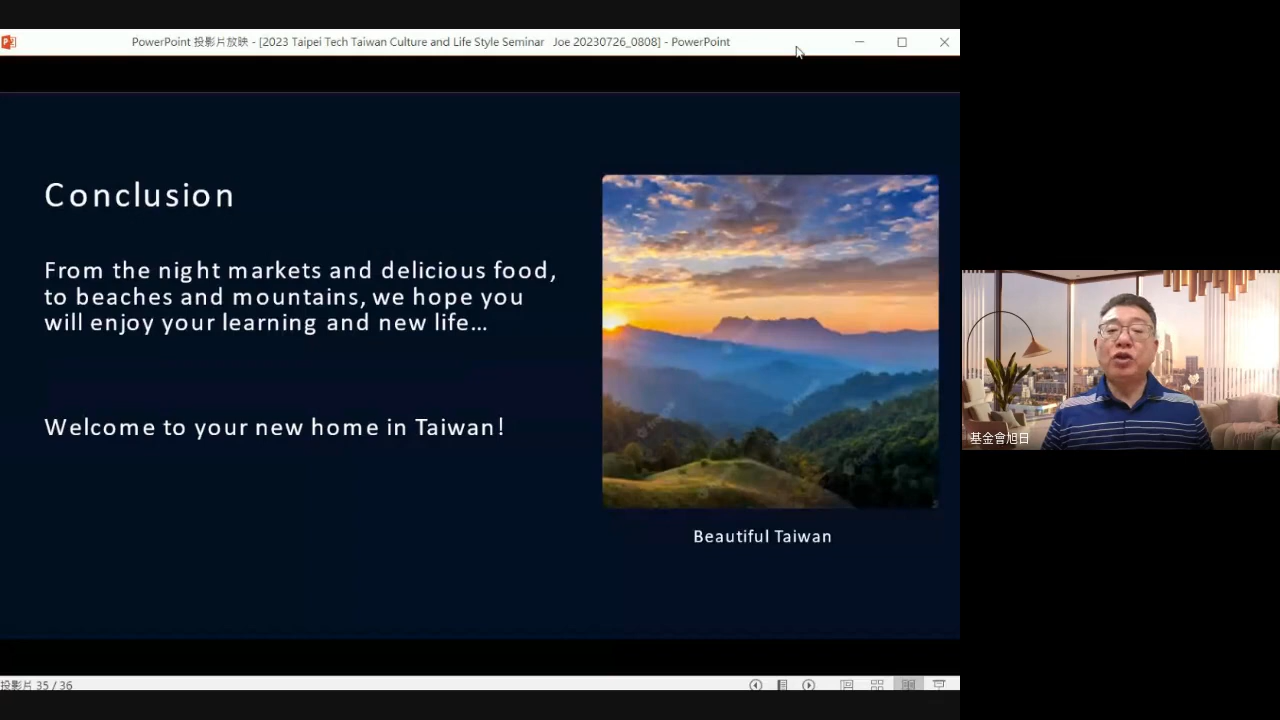 PowerPoint 投影片放映 - [2023 Taipei Tech Taiwan Culture and Life Style Seminar Joe 20230726_0808] - PowerPoint
Conclusion
From the night markets and delicious food,
to beaches and mountains, we hope you
will enjoy your learning and new life...
Welcome to your new home in Taiwan!
Beautiful Taiwan
基金會旭日
投影片 35 / 36